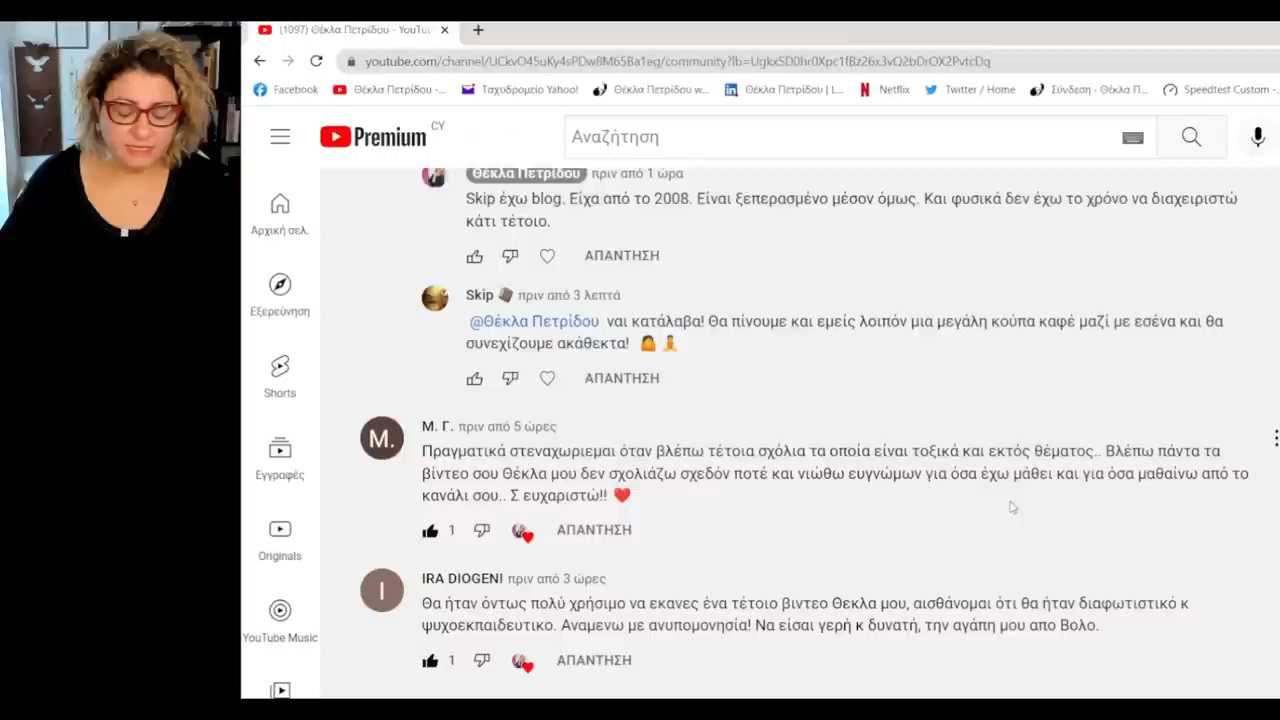 (1097) Θέκλα Πετρίδου - YouTu
youtube.com/channel/UCkvO45uKy4sPDw8M65Ba1eg/community?lb=UgkxSD0hr0Xpc1fBz26x3vQ2bDrOX2PvtcDq
Facebook Θέκλα Πετρίδου -... Ταχυδρομείο Yahoo! Θέκλα Πετρίδου w... Θέκλα Πετρίδου | L... Netflix Twitter / Home Σύνδεση · Θέκλα Π... Speedtest Custom -...
Premium CY Αναζήτηση
Θέκλα Πετρίδου πριν από 1 ώρα
Skip έχω blog. Είχα από το 2008. Είναι ξεπερασμένο μέσον όμως. Και φυσικά δεν έχω το χρόνο να διαχειριστώ
κάτι τέτοιο.
ΑΠΑΝΤΗΣΗ
Skip πριν από 3 λεπτά
@Θέκλα Πετρίδου ναι κατάλαβα! Θα πίνουμε και εμείς λοιπόν μια μεγάλη κούπα καφέ μαζί με εσένα και θα
συνεχίζουμε ακάθεκτα!
ΑΠΑΝΤΗΣΗ
M. M. Γ. πριν από 5 ώρες
Πραγματικά στεναχωριεμαι όταν βλέπω τέτοια σχόλια τα οποία είναι τοξικά και εκτός θέματος.. Βλέπω πάντα τα
βίντεο σου Θέκλα μου δεν σχολιάζω σχεδόν ποτέ και νιώθω ευγνώμων για όσα έχω μάθει και για όσα μαθαίνω από το
κανάλι σου.. Σ ευχαριστώ!! ❤️
1 ΑΠΑΝΤΗΣΗ
I IRA DIOGENI πριν από 3 ώρες
Θα ήταν όντως πολύ χρήσιμο να εκανες ένα τέτοιο βιντεο Θεκλα μου, αισθάνομαι ότι θα ήταν διαφωτιστικό κ
ψυχοεκπαιδευτικο. Αναμενω με ανυπομονησία! Να είσαι γερή κ δυνατή, την αγάπη μου απο Βολο.
1 ΑΠΑΝΤΗΣΗ
Αρχική σελ.
Εξερεύνηση
Shorts
Εγγραφές
Originals
YouTube Music